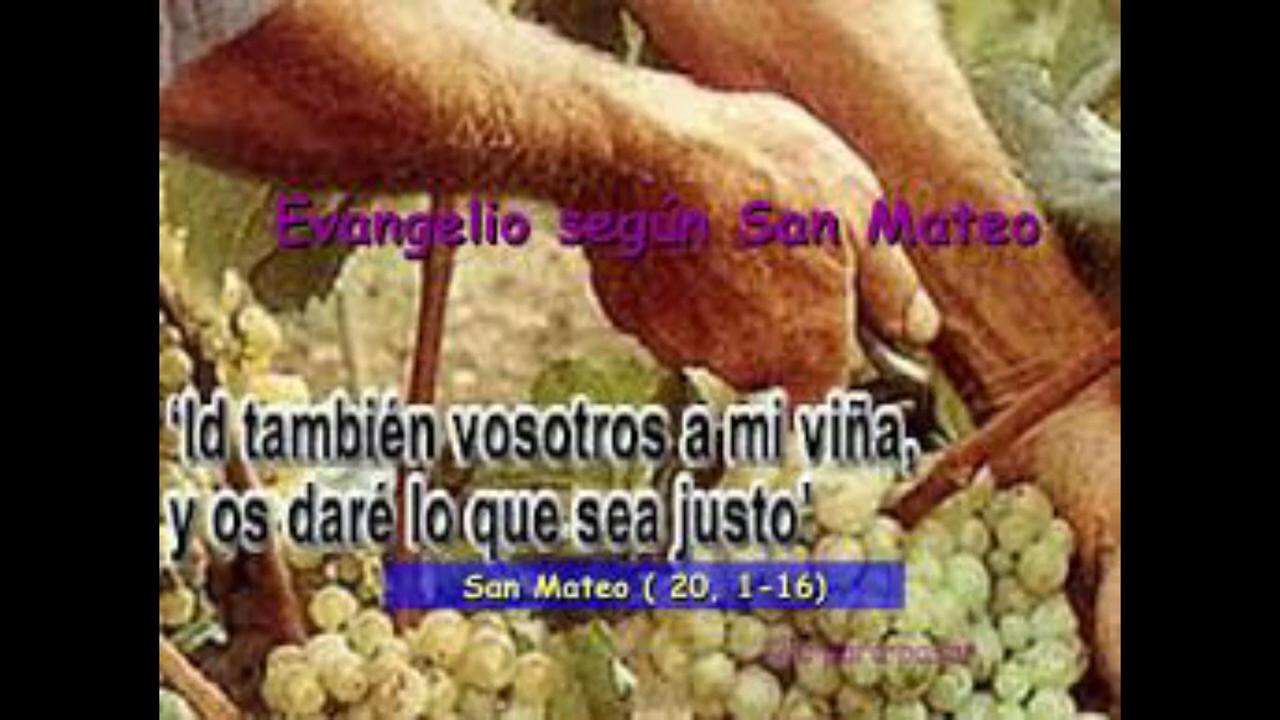 Evangelio según San Mateo
‘Id también vosotros a mi viña,
y os daré lo que sea justo’
San Mateo ( 20, 1-16)